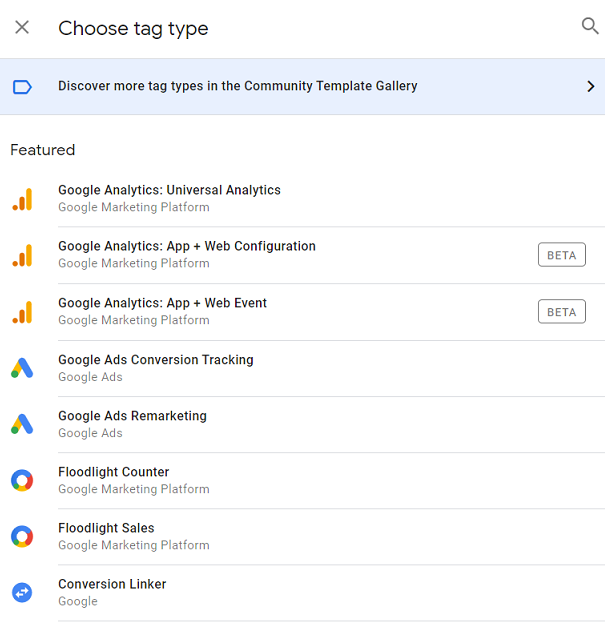 Choose tag type
Discover more tag types in the Community Template Gallery
Featured
Google Analytics: Universal Analytics
Google Marketing Platform
Google Analytics: App + Web Configuration
Google Marketing Platform
BETA
Google Analytics: App + Web Event
Google Marketing Platform
BETA
Google Ads Conversion Tracking
Google Ads
Google Ads Remarketing
Google Ads
Floodlight Counter
Google Marketing Platform
Floodlight Sales
Google Marketing Platform
Conversion Linker
Google